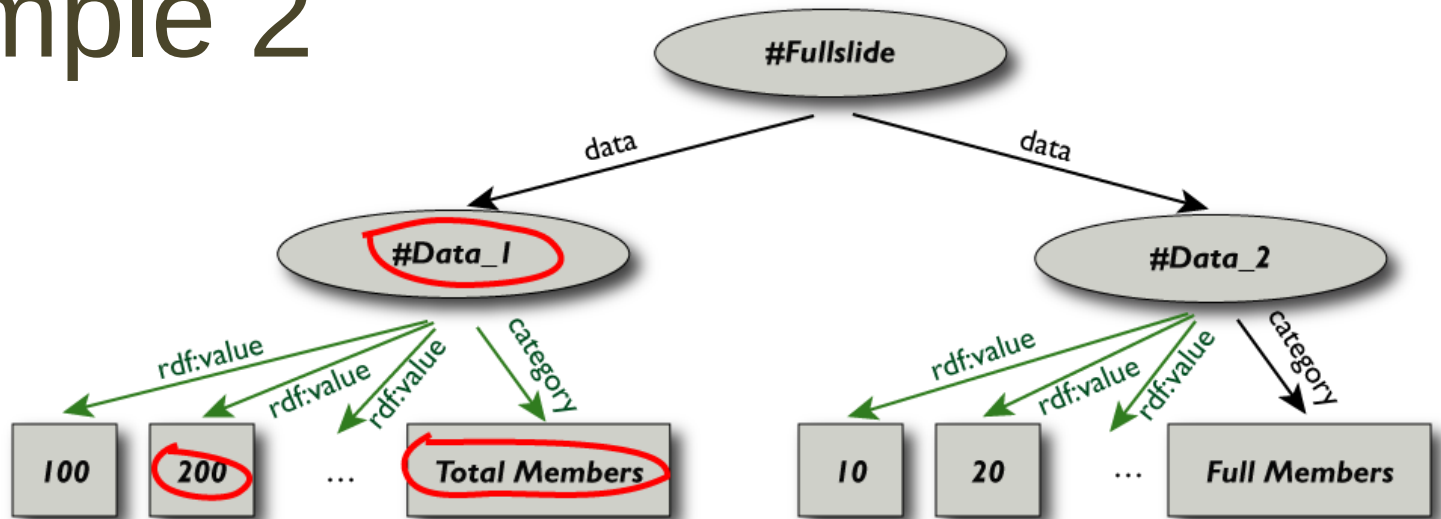 mple 2
#Fullslide
data data
#Data_1 #Data_2
rdf:value rdf:value rdf:value category rdf:value rdf:value rdf:value category
100 200 ... Total Members 10 20 ... Full Members